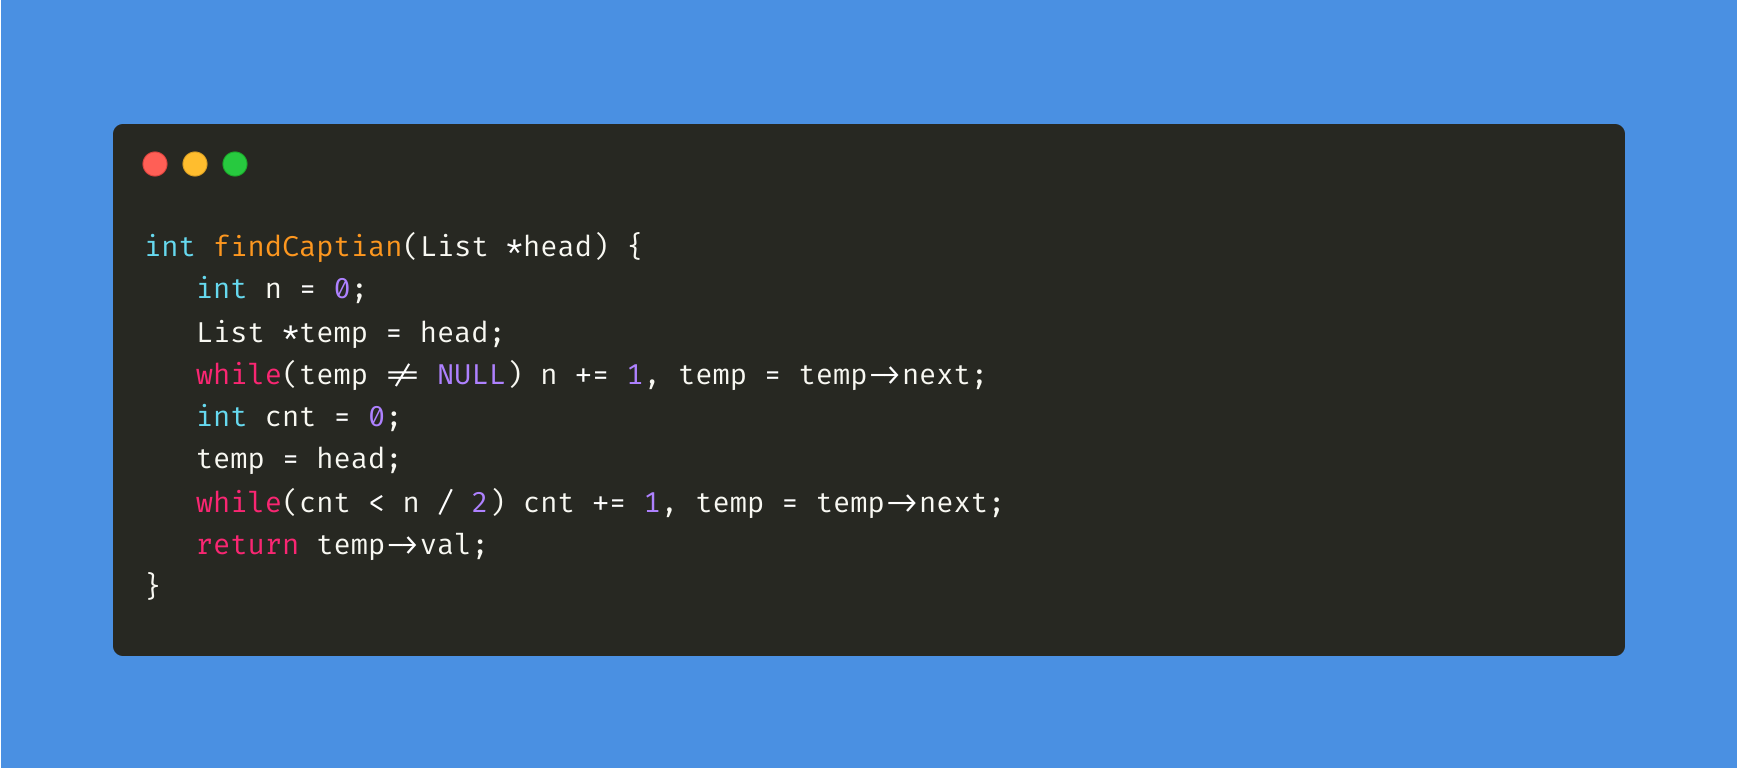 int findCaptian(List *head) {
   int n = 0;
   List *temp = head;
   while(temp != NULL) n += 1, temp = temp->next;
   int cnt = 0;
   temp = head;
   while(cnt < n / 2) cnt += 1, temp = temp->next;
   return temp->val;
}